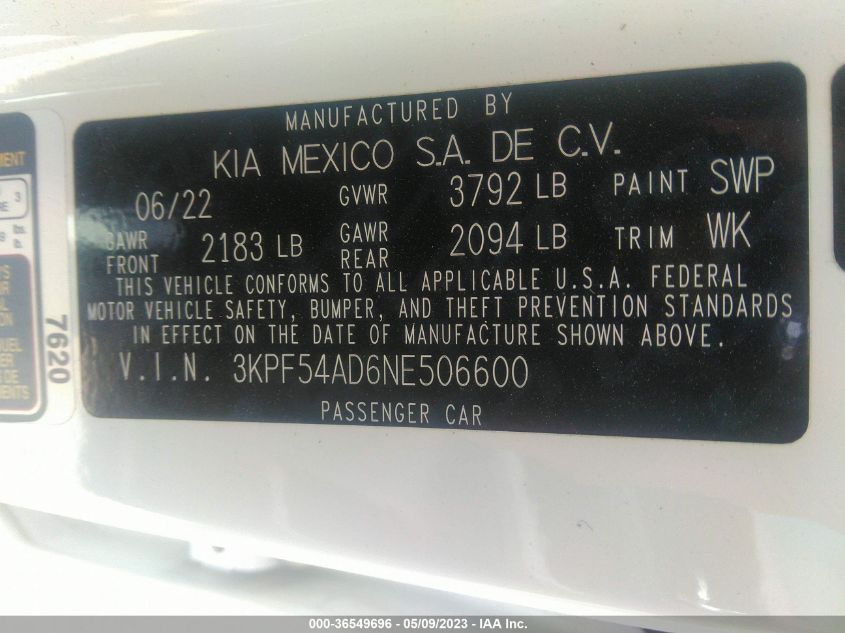 MANUFACTURED BY
KIA MEXICO S.A. DE C.V.
06/22 GVWR 3792 LB PAINT SWP
GAWR FRONT 2183 LB GAWR REAR 2094 LB TRIM WK
THIS VEHICLE CONFORMS TO ALL APPLICABLE U.S.A. FEDERAL
MOTOR VEHICLE SAFETY, BUMPER, AND THEFT PREVENTION STANDARDS
IN EFFECT ON THE DATE OF MANUFACTURE SHOWN ABOVE.
V.I.N. 3KPF54AD6NE506600
PASSENGER CAR
7620
000-36549696 - 05/09/2023 - IAA Inc.